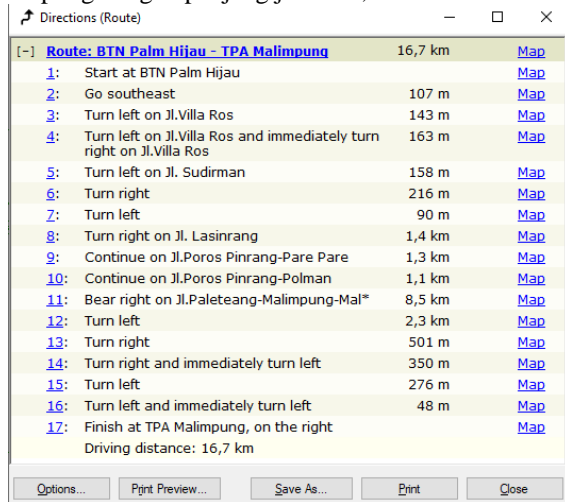 Directions (Route)
[-] Route: BTN Palm Hijau - TPA Malimpung 16,7 km Map
1: Start at BTN Palm Hijau Map
2: Go southeast 107 m Map
3: Turn left on Jl.Villa Ros 143 m Map
4: Turn left on Jl.Villa Ros and immediately turn 163 m Map
right on Jl.Villa Ros
5: Turn left on Jl. Sudirman 158 m Map
6: Turn right 216 m Map
7: Turn left 90 m Map
8: Turn right on Jl. Lasinrang 1,4 km Map
9: Continue on Jl.Poros Pinrang-Pare Pare 1,3 km Map
10: Continue on Jl.Poros Pinrang-Polman 1,1 km Map
11: Bear right on Jl.Paleteang-Malimpung-Mal* 8,5 km Map
12: Turn left 2,3 km Map
13: Turn right 501 m Map
14: Turn right and immediately turn left 350 m Map
15: Turn left 276 m Map
16: Turn left and immediately turn left 48 m Map
17: Finish at TPA Malimpung, on the right Map
Driving distance: 16,7 km
Options... Print Preview... Save As... Print Close